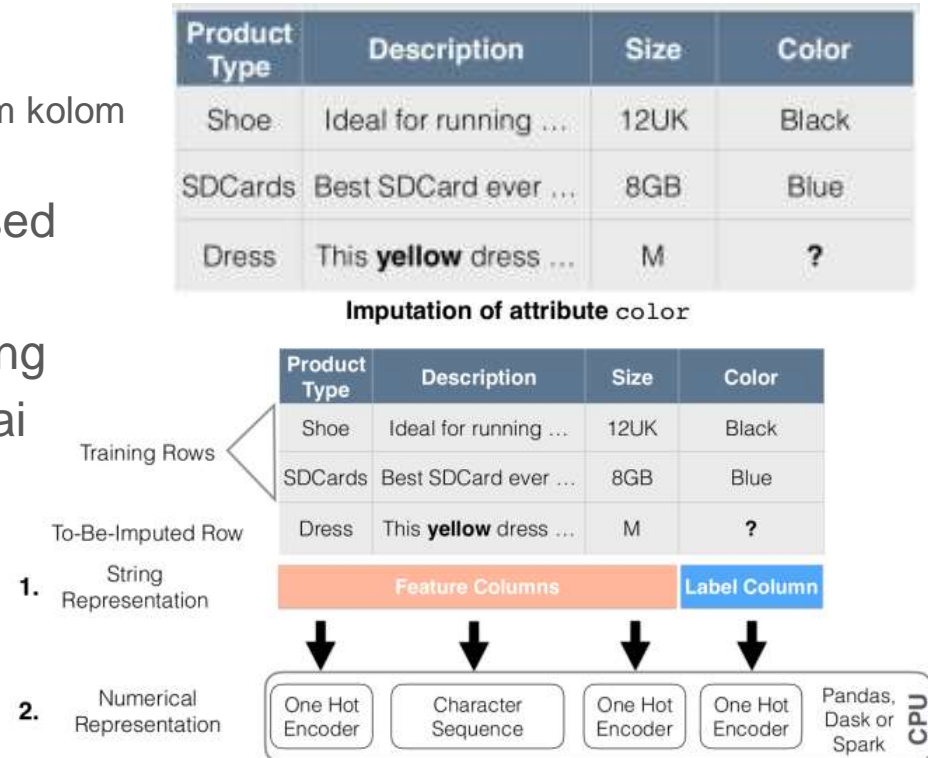 Product Type Description Size Color
Shoe Ideal for running ... 12UK Black
SDCards Best SDCard ever ... 8GB Blue
Dress This yellow dress ... M ?
Imputation of attribute color
kolom
Product Type Description Size Color
Training Rows
Shoe Ideal for running ... 12UK Black
SDCards Best SDCard ever ... 8GB Blue
To-Be-Imputed Row Dress This yellow dress ... M ?
1. String Representation Feature Columns Label Column
2. Numerical Representation One Hot Encoder Character Sequence One Hot Encoder One Hot Encoder Pandas, Dask or Spark CPU